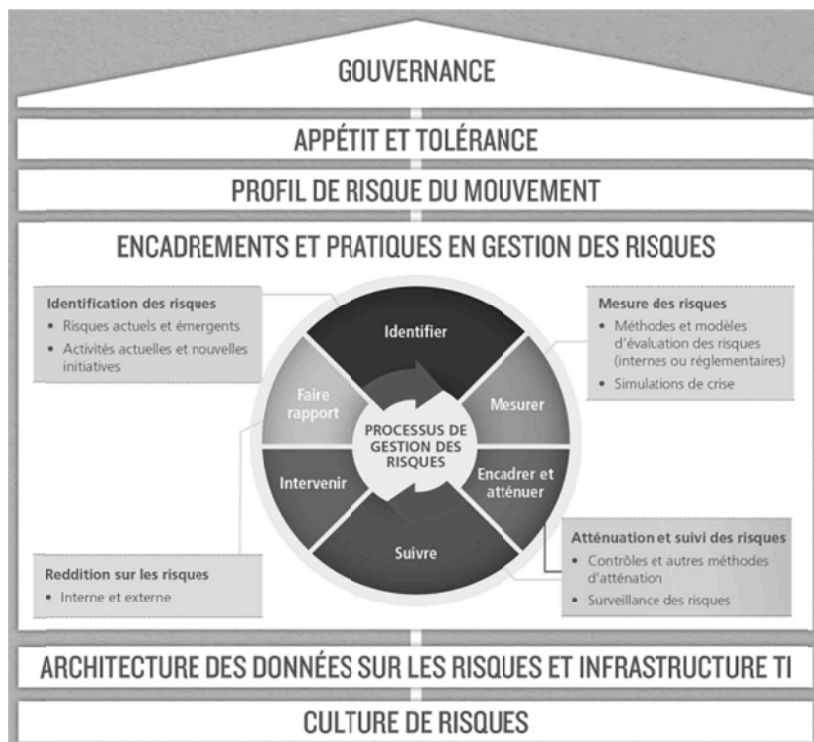 GOUVERNANCE
APPÉTIT ET TOLÉRANCE
PROFIL DE RISQUE DU MOUVEMENT
ENCADREMENTS ET PRATIQUES EN GESTION DES RISQUES
Identification des risques
• Risques actuels et émergents
• Activités actuelles et nouvelles
initiatives
Mesure des risques
• Méthodes et modèles
d'évaluation des risques
(internes ou réglementaires)
• Simulations de crise
Identifier
Mesurer
Encadrer et
atténuer
Suivre
Intervenir
Faire
rapport
PROCESSUS DE
GESTION DES
RISQUES
Reddition sur les risques
• Interne et externe
Atténuation et suivi des risques
• Contrôles et autres méthodes
d'atténation
• Surveillance des risques
ARCHITECTURE DES DONNÉES SUR LES RISQUES ET INFRASTRUCTURE TI
CULTURE DE RISQUES